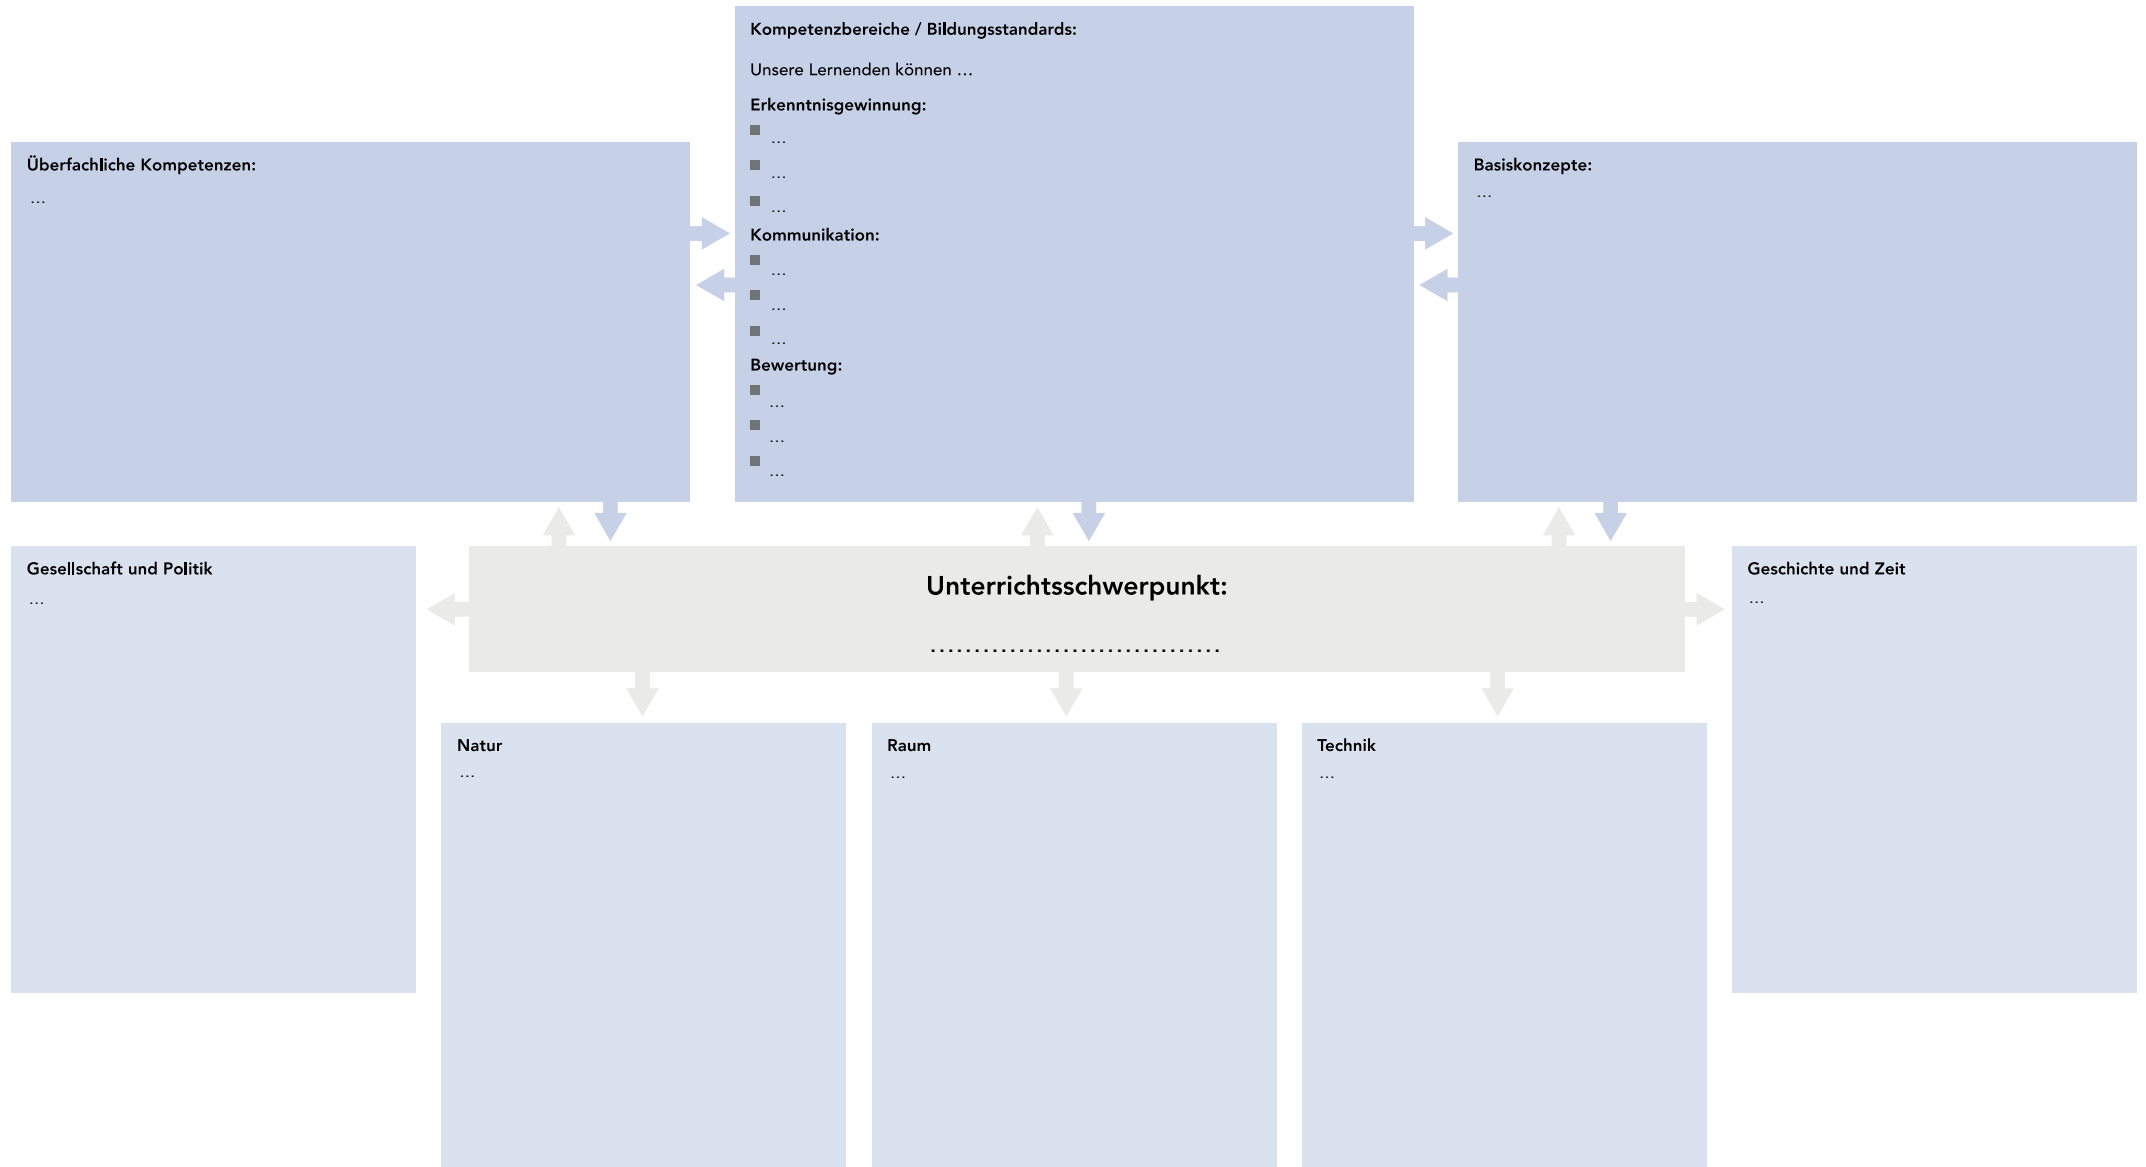 Kompetenzbereiche / Bildungsstandards:
Unsere Lernenden können …
Erkenntnisgewinnung:
■ …
■ …
■ …
Kommunikation:
■ …
■ …
■ …
Bewertung:
■ …
■ …
■ …
Überfachliche Kompetenzen:
…
Basiskonzepte:
…
Gesellschaft und Politik
…
Unterrichtsschwerpunkt:
.................................
Geschichte und Zeit
…
Natur
…
Raum
…
Technik
…